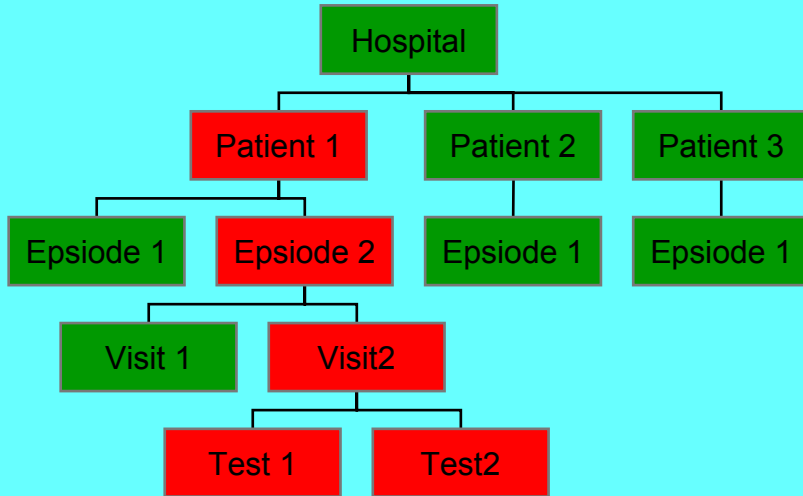 Hospital
Patient 1
Patient 2
Patient 3
Epsiode 1
Epsiode 2
Epsiode 1
Epsiode 1
Visit 1
Visit2
Test 1
Test2